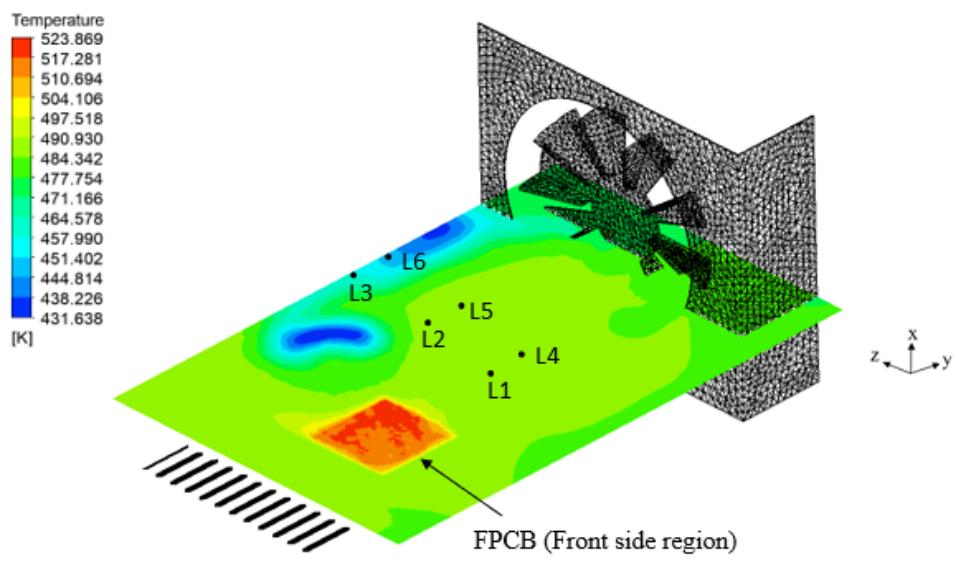 Temperature
523.869
517.281
510.694
504.106
497.518
490.930
484.342
477.754
471.166
464.578
457.990
451.402
444.814
438.226
431.638
[K]
L6
L3
L5
L2
L4
L1
x
z
y
FPCB (Front side region)